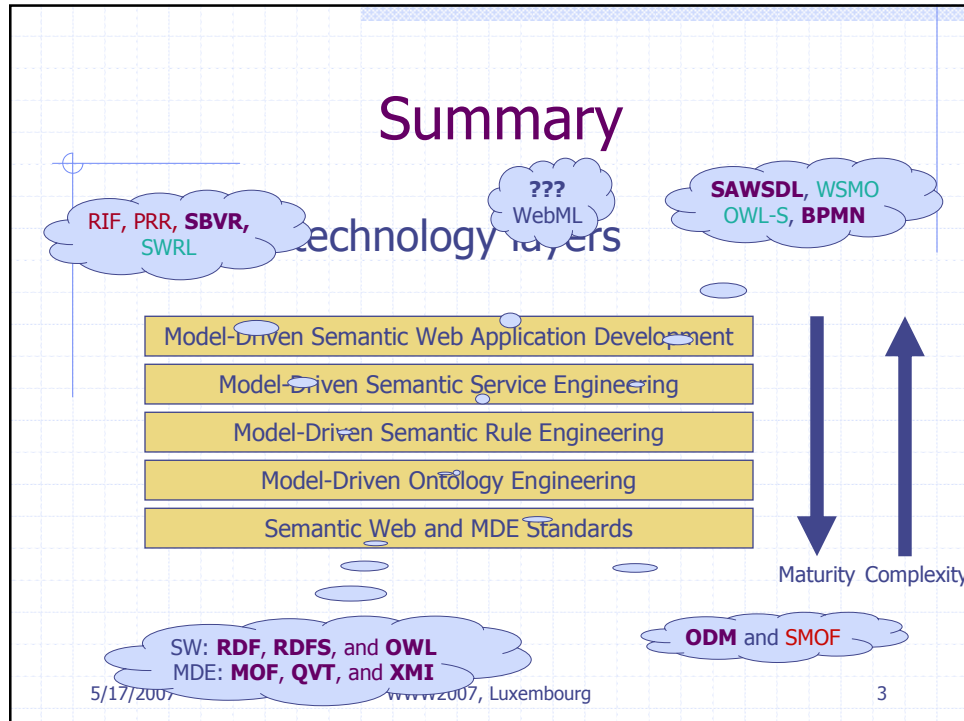 Summary
???
WebML
SAWSDL, WSMO
OWL-S, BPMN
RIF, PRR, SBVR,
SWRL
technology layers
Model-Driven Semantic Web Application Development
Model-Driven Semantic Service Engineering
Model-Driven Semantic Rule Engineering
Model-Driven Ontology Engineering
Semantic Web and MDE Standards
Maturity Complexity
SW: RDF, RDFS, and OWL
MDE: MOF, QVT, and XMI
ODM and SMOF
5/17/2007 WWW2007, Luxembourg 3